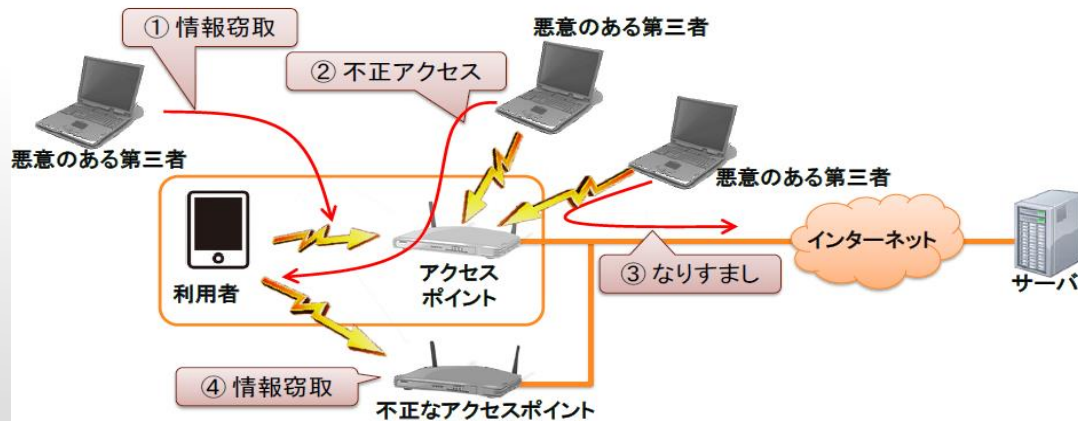 ① 情報窃取
悪意のある第三者
② 不正アクセス
悪意のある第三者
悪意のある第三者
利用者
アクセス
ポイント
③ なりすまし
インターネット
サーバ
④ 情報窃取
不正なアクセスポイント